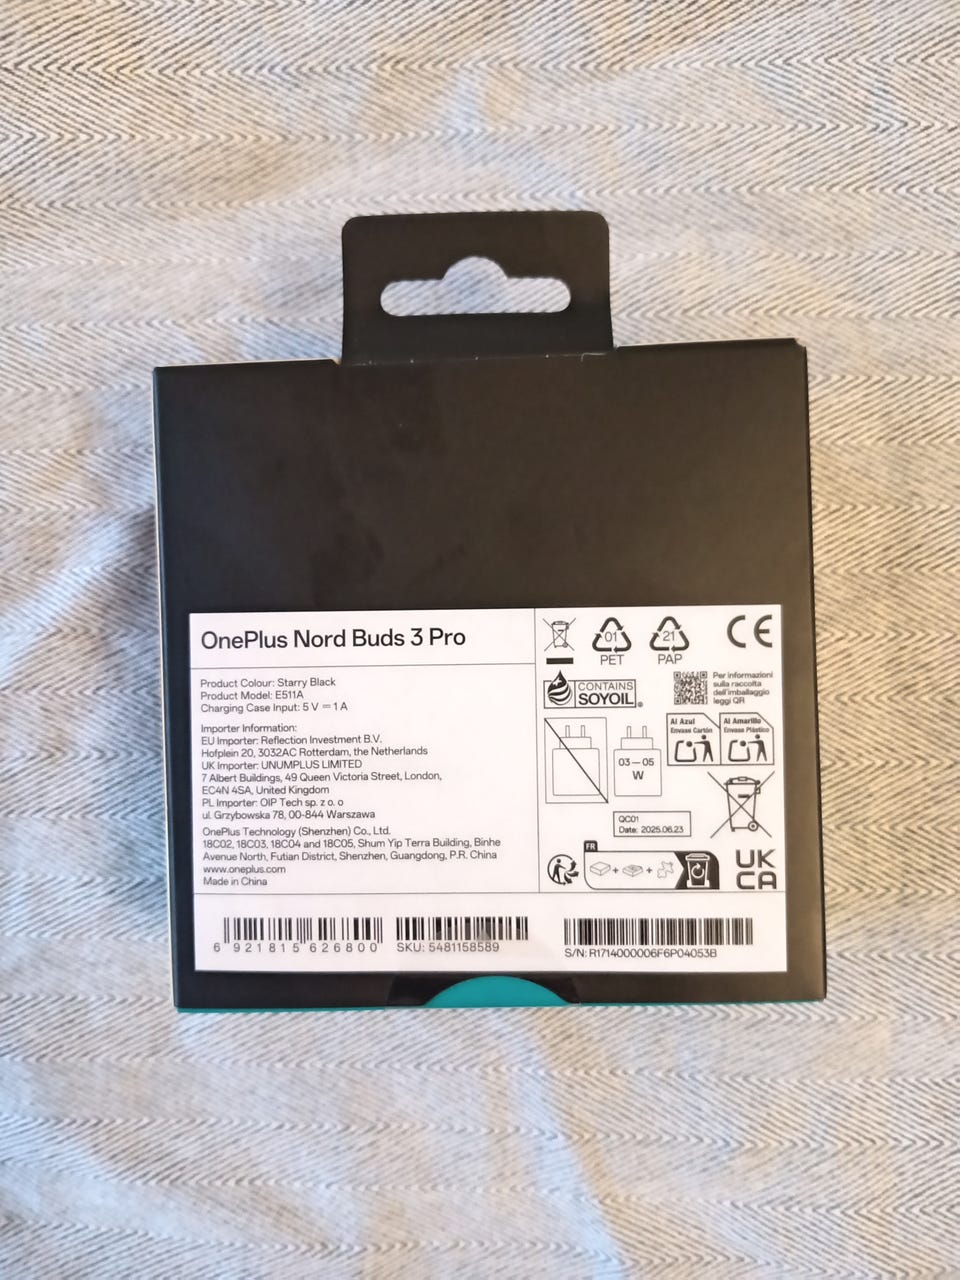 OnePlus Nord Buds 3 Pro
Product Colour: Starry Black
Product Model: E511A
Charging Case Input: 5 V ⎓ 1 A
Importer Information:
EU Importer: Reflection Investment B.V.
Hofplein 20, 3032AC Rotterdam, the Netherlands
UK Importer: UNUMPLUS LIMITED
7 Albert Buildings, 49 Queen Victoria Street, London,
EC4N 4SA, United Kingdom
PL Importer: OIP Tech sp. z o. o
ul. Grzybowska 78, 00-844 Warszawa
OnePlus Technology (Shenzhen) Co., Ltd.
18C02, 18C03, 18C04 and 18C05, Shum Yip Terra Building, Binhe
Avenue North, Futian District, Shenzhen, Guangdong, P.R. China
www.oneplus.com
Made in China
01
PET
21
PAP
CE
CONTAINS
SOYOIL
Per informazioni
sulla raccolta
dell'imballaggio
leggi QR
Al Azul
Envase Cartón
Al Amarillo
Envase Plástico
03 — 05
W
QC01
Date: 2025.06.23
FR
UK
CA
6 921815 626800
SKU: 5481158589
S/N: R1714000006F6P04053B